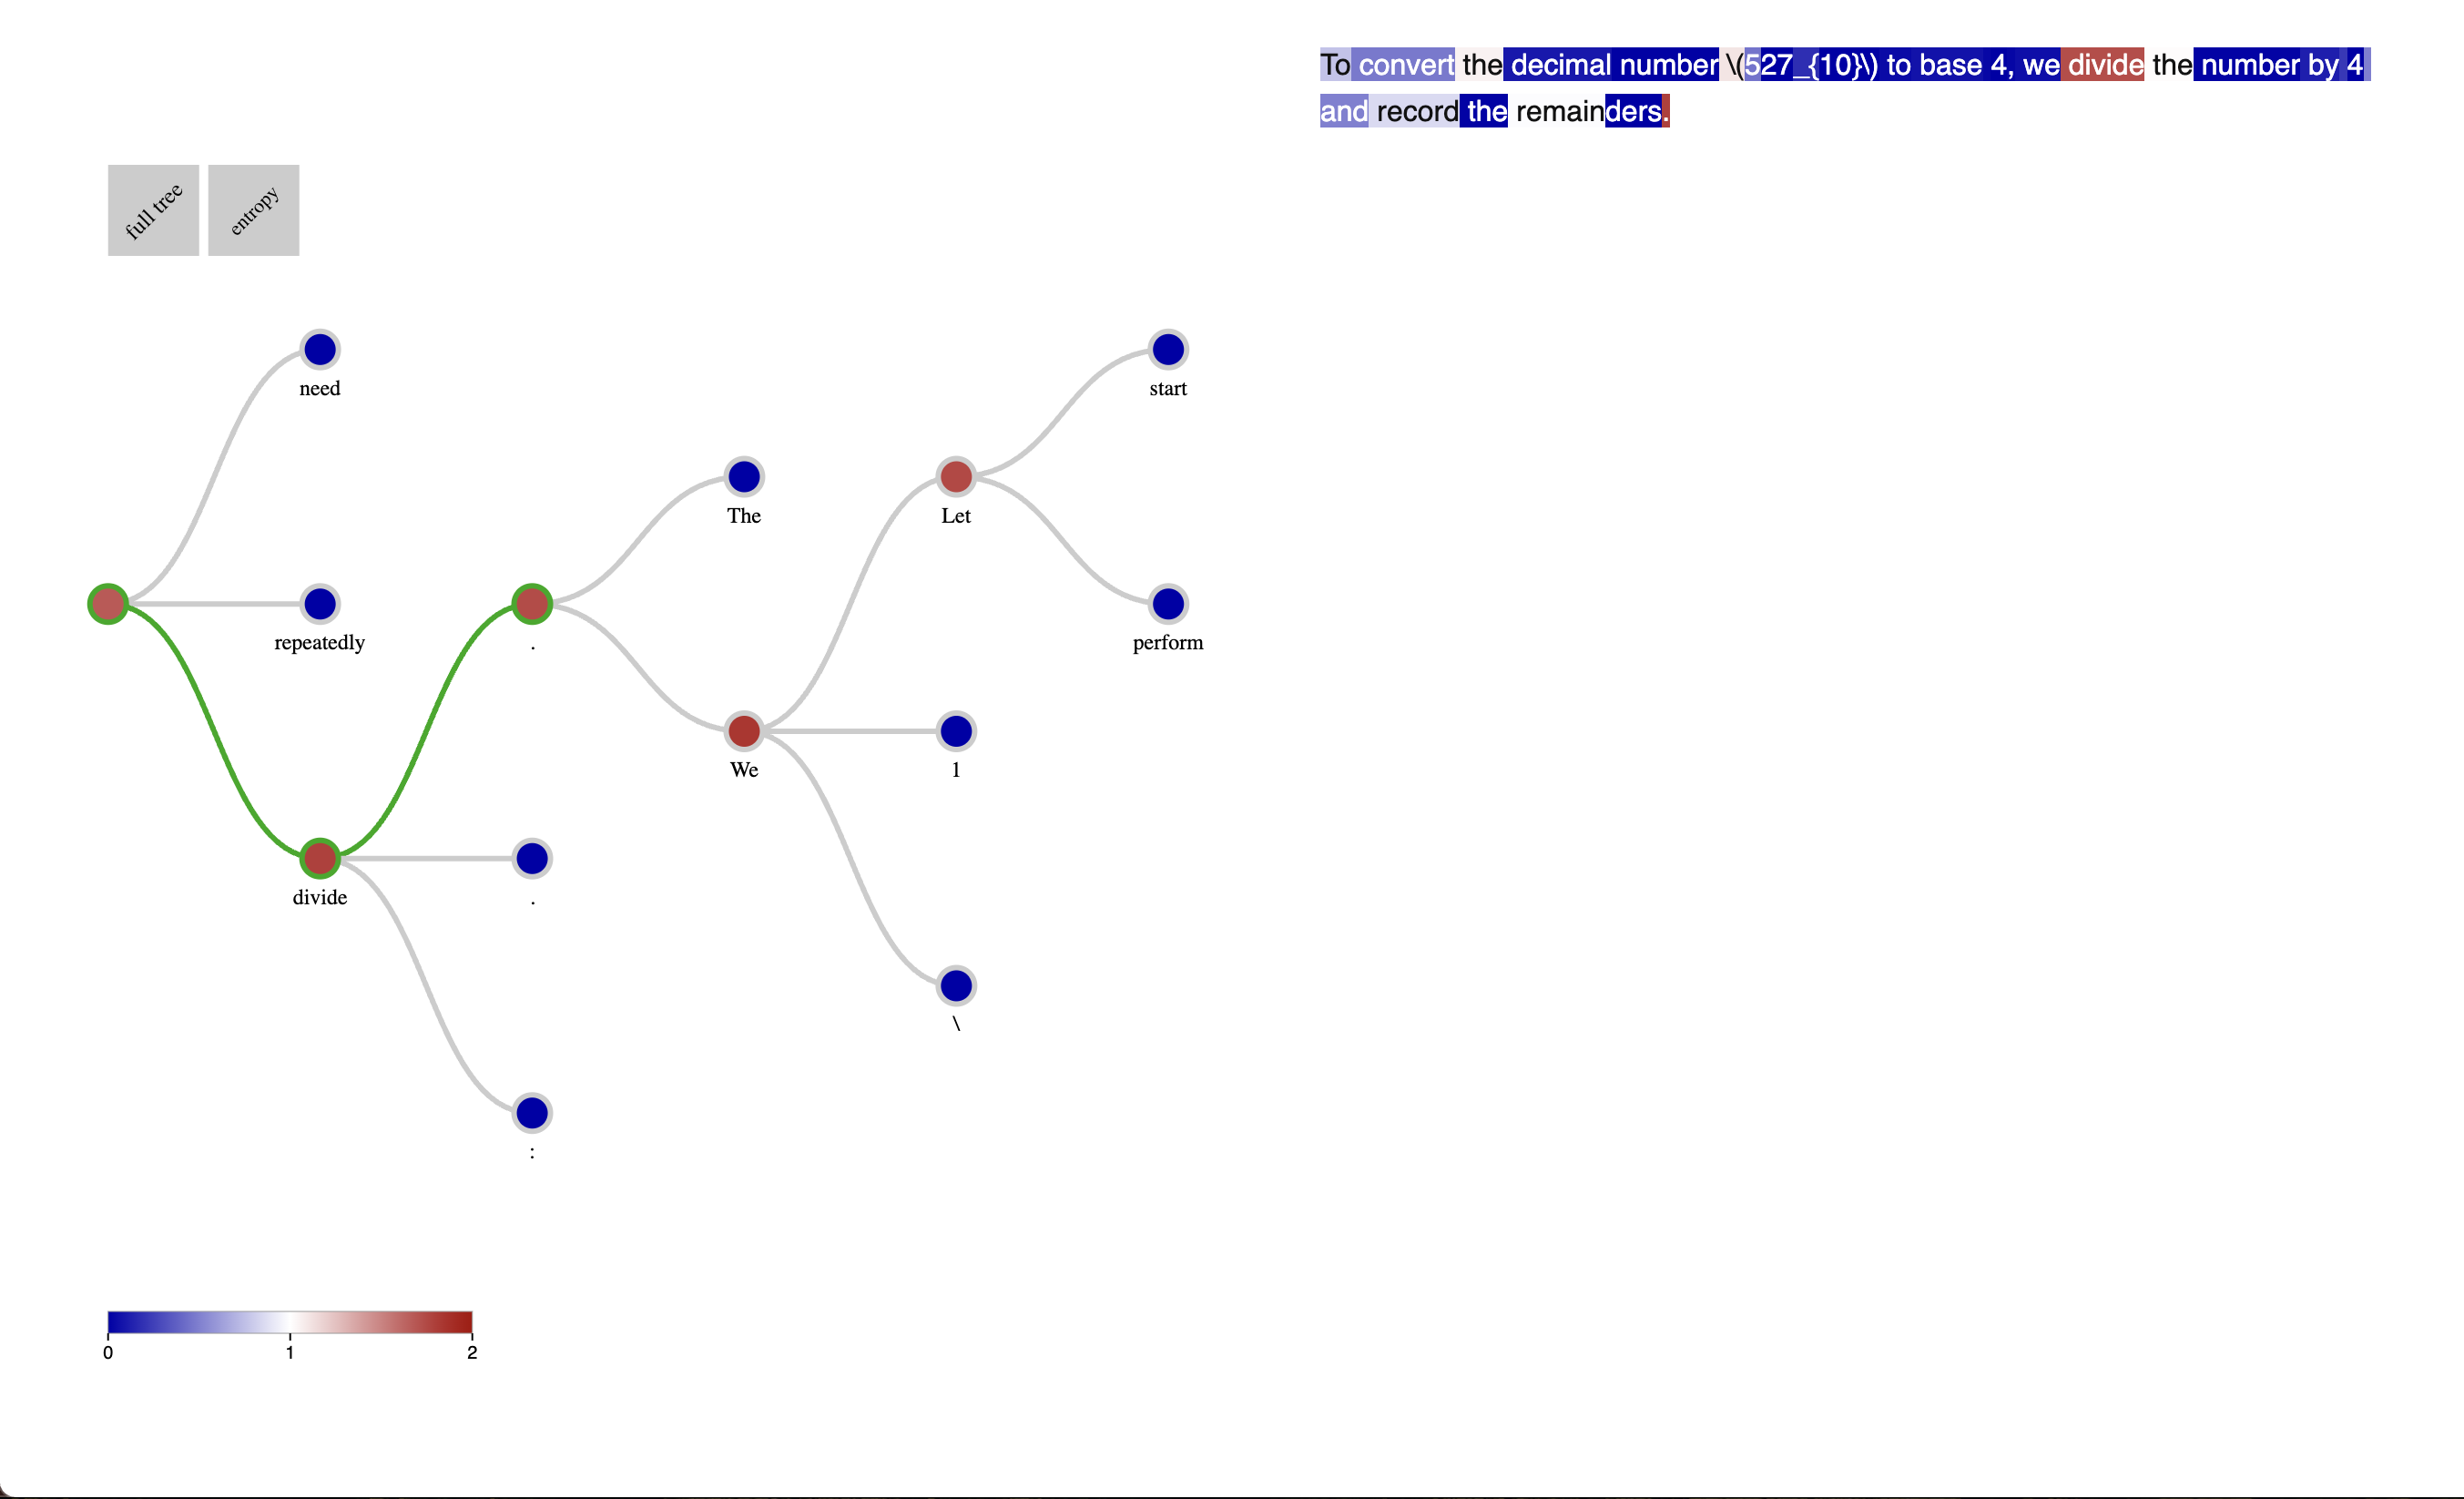 To convert the decimal number \(527_{10}\) to base 4, we divide the number by 4
and record the remainders.
full tree
entropy
need
start
The
Let
repeatedly
.
perform
We
1
divide
.
\
:
0
1
2